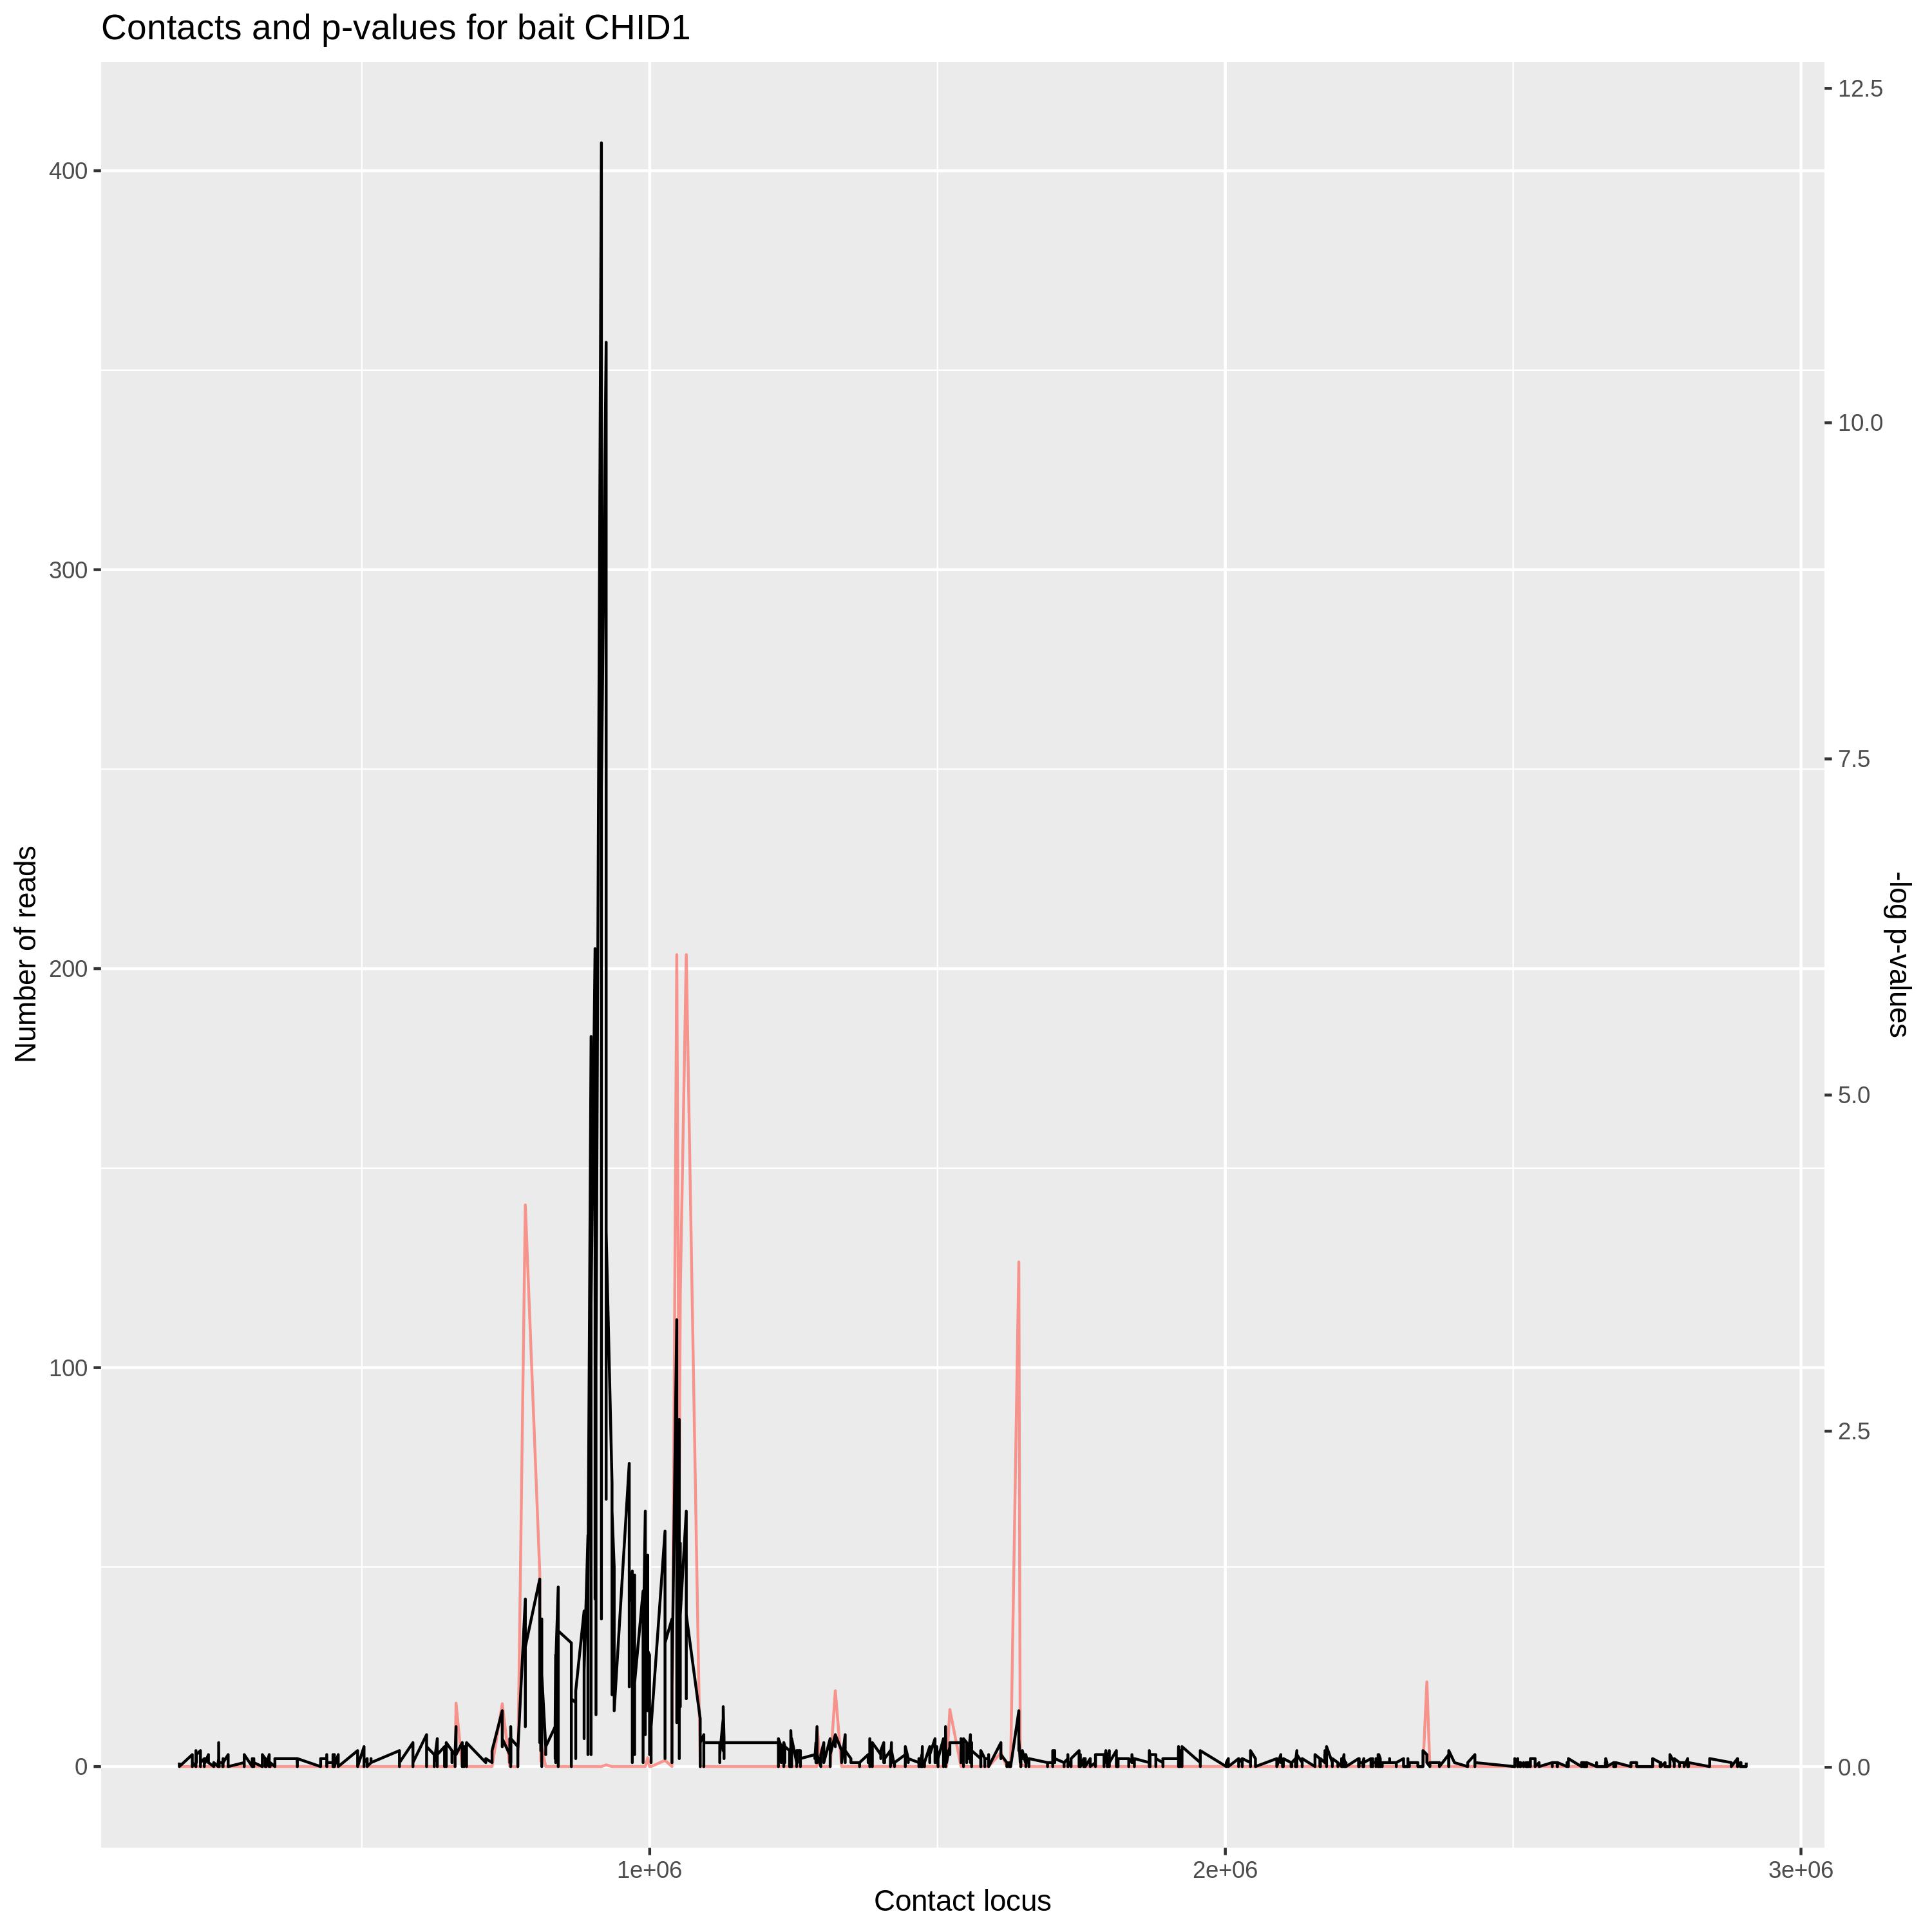 Contacts and p-values for bait CHID1
Number of reads
400
300
200
100
0
12.5
10.0
7.5
5.0
2.5
0.0
-log p-values
1e+06
2e+06
3e+06
Contact locus